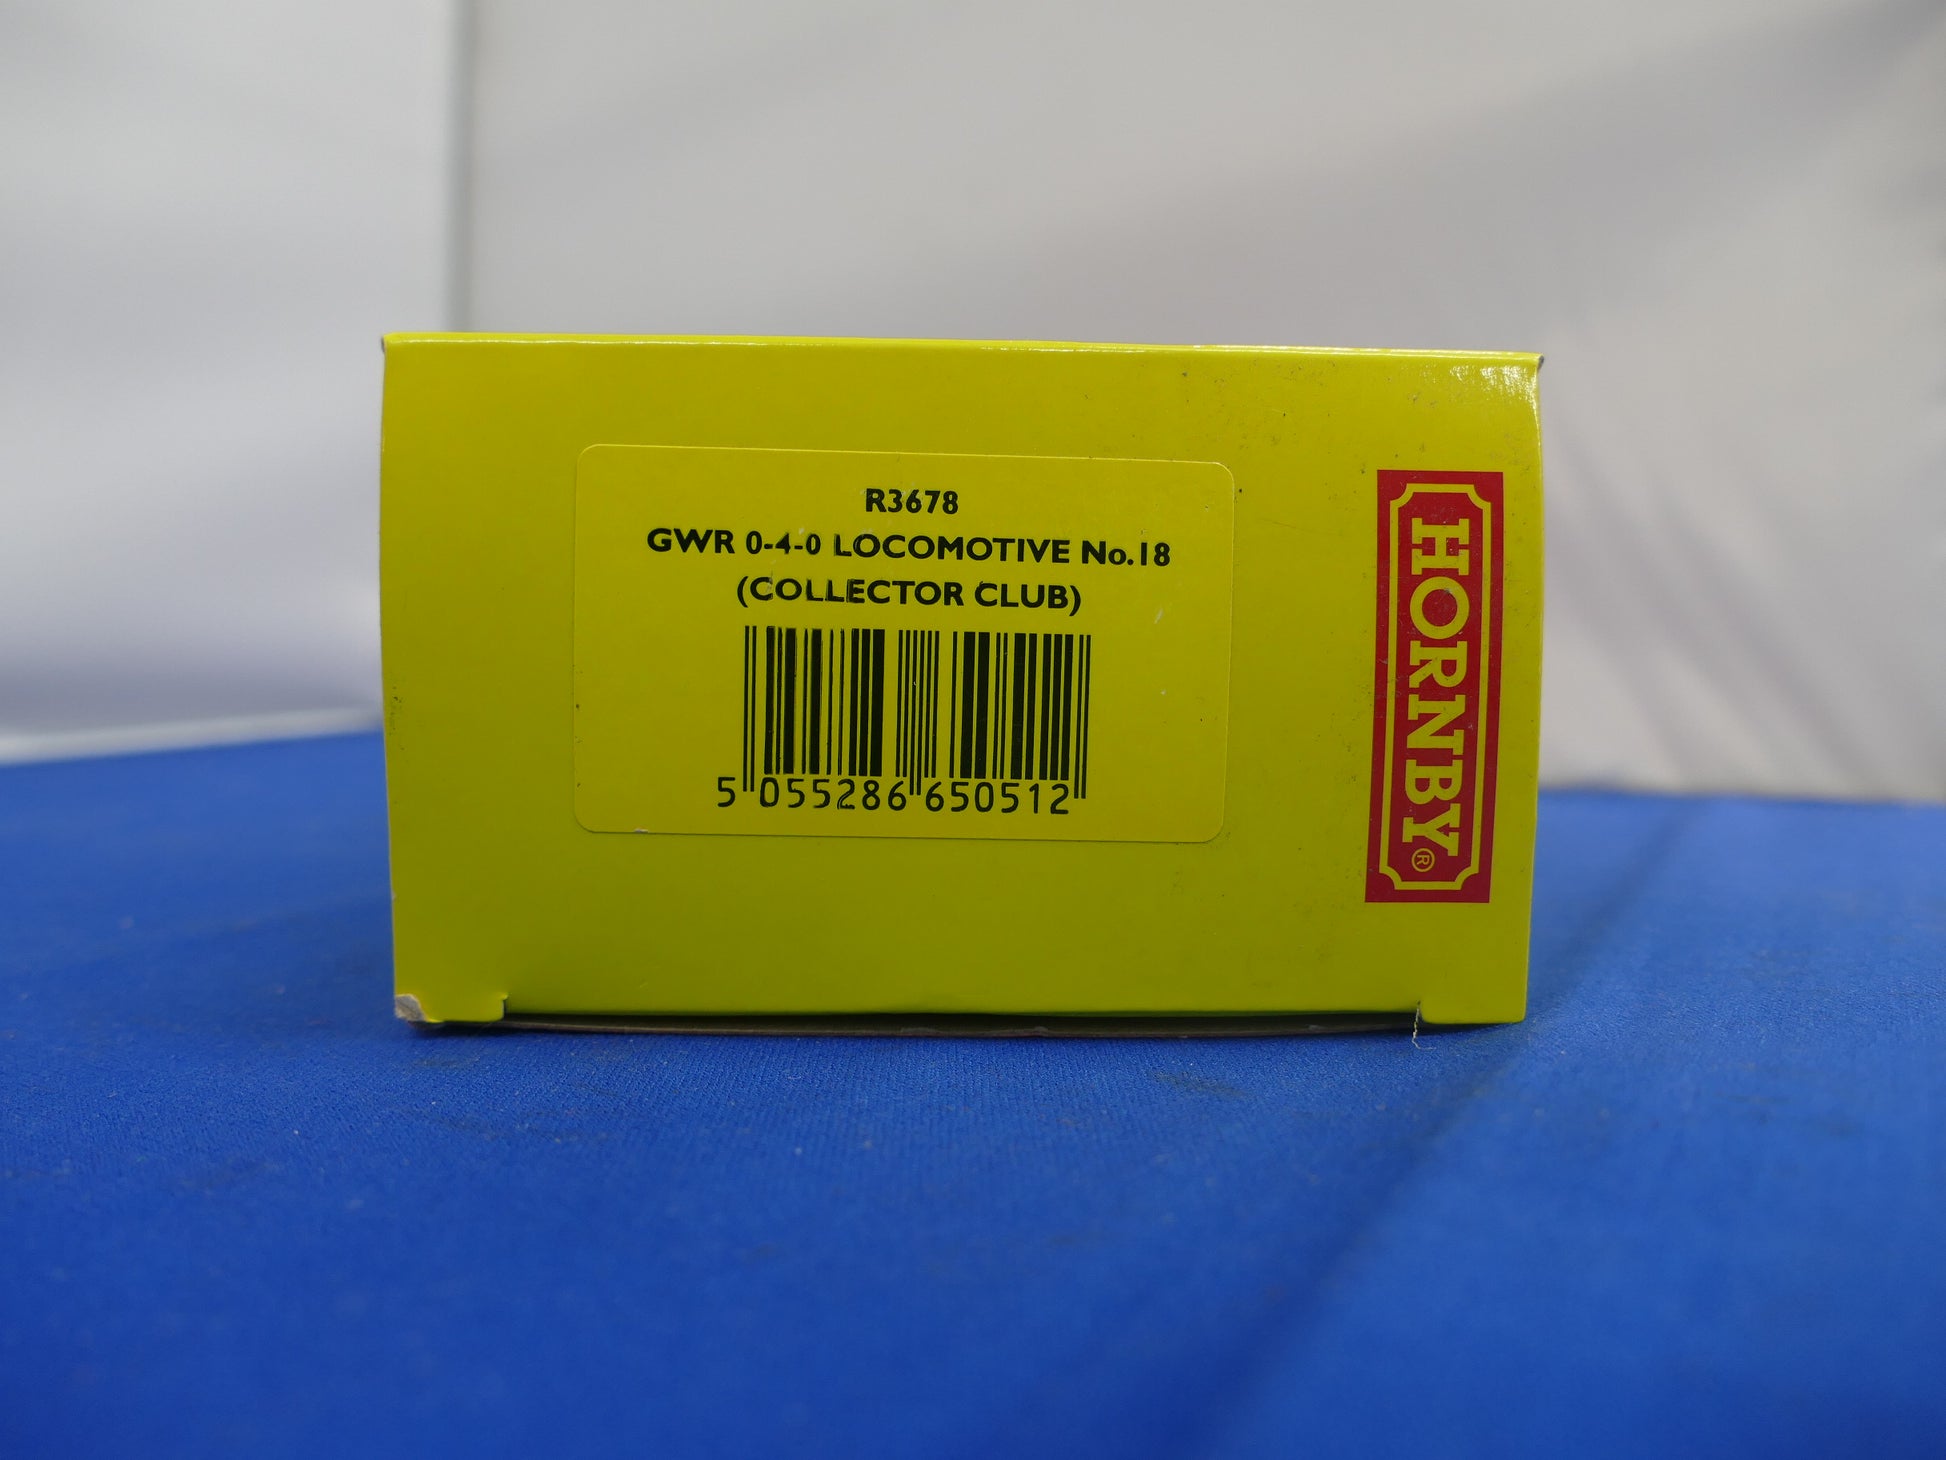 R3678
GWR 0-4-0 LOCOMOTIVE No.18
(COLLECTOR CLUB)
5 055286 650512
HORNBY®